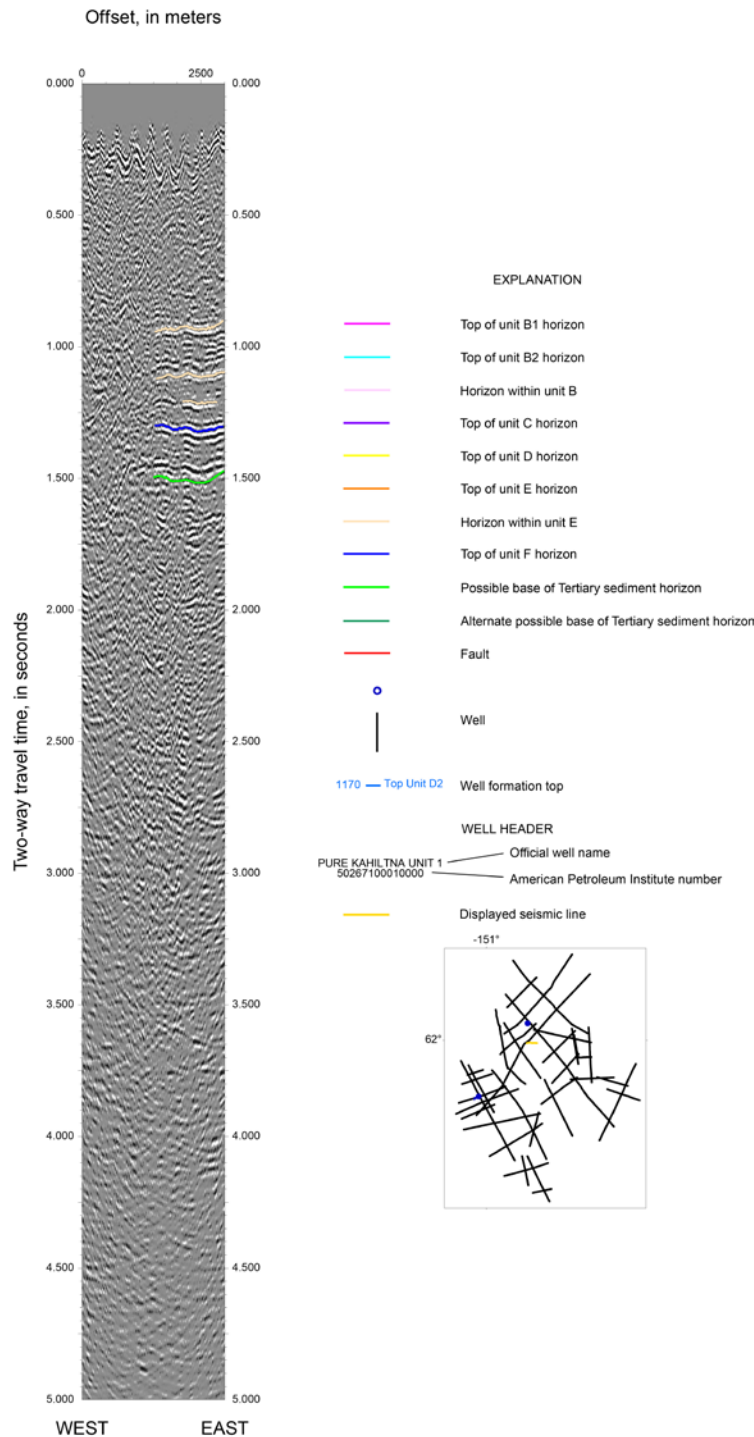 Offset, in meters
0 2500
0.000 0.000
0.500 0.500
1.000 1.000
1.500 1.500
2.000 2.000
2.500 2.500
3.000 3.000
3.500 3.500
4.000 4.000
4.500 4.500
5.000 5.000
Two-way travel time, in seconds
WEST EAST
EXPLANATION
Top of unit B1 horizon
Top of unit B2 horizon
Horizon within unit B
Top of unit C horizon
Top of unit D horizon
Top of unit E horizon
Horizon within unit E
Top of unit F horizon
Possible base of Tertiary sediment horizon
Alternate possible base of Tertiary sediment horizon
Fault
Well
1170 Top Unit D2 Well formation top
WELL HEADER
PURE KAHILTNA UNIT 1 Official well name
50267100010000 American Petroleum Institute number
Displayed seismic line
-151°
62°